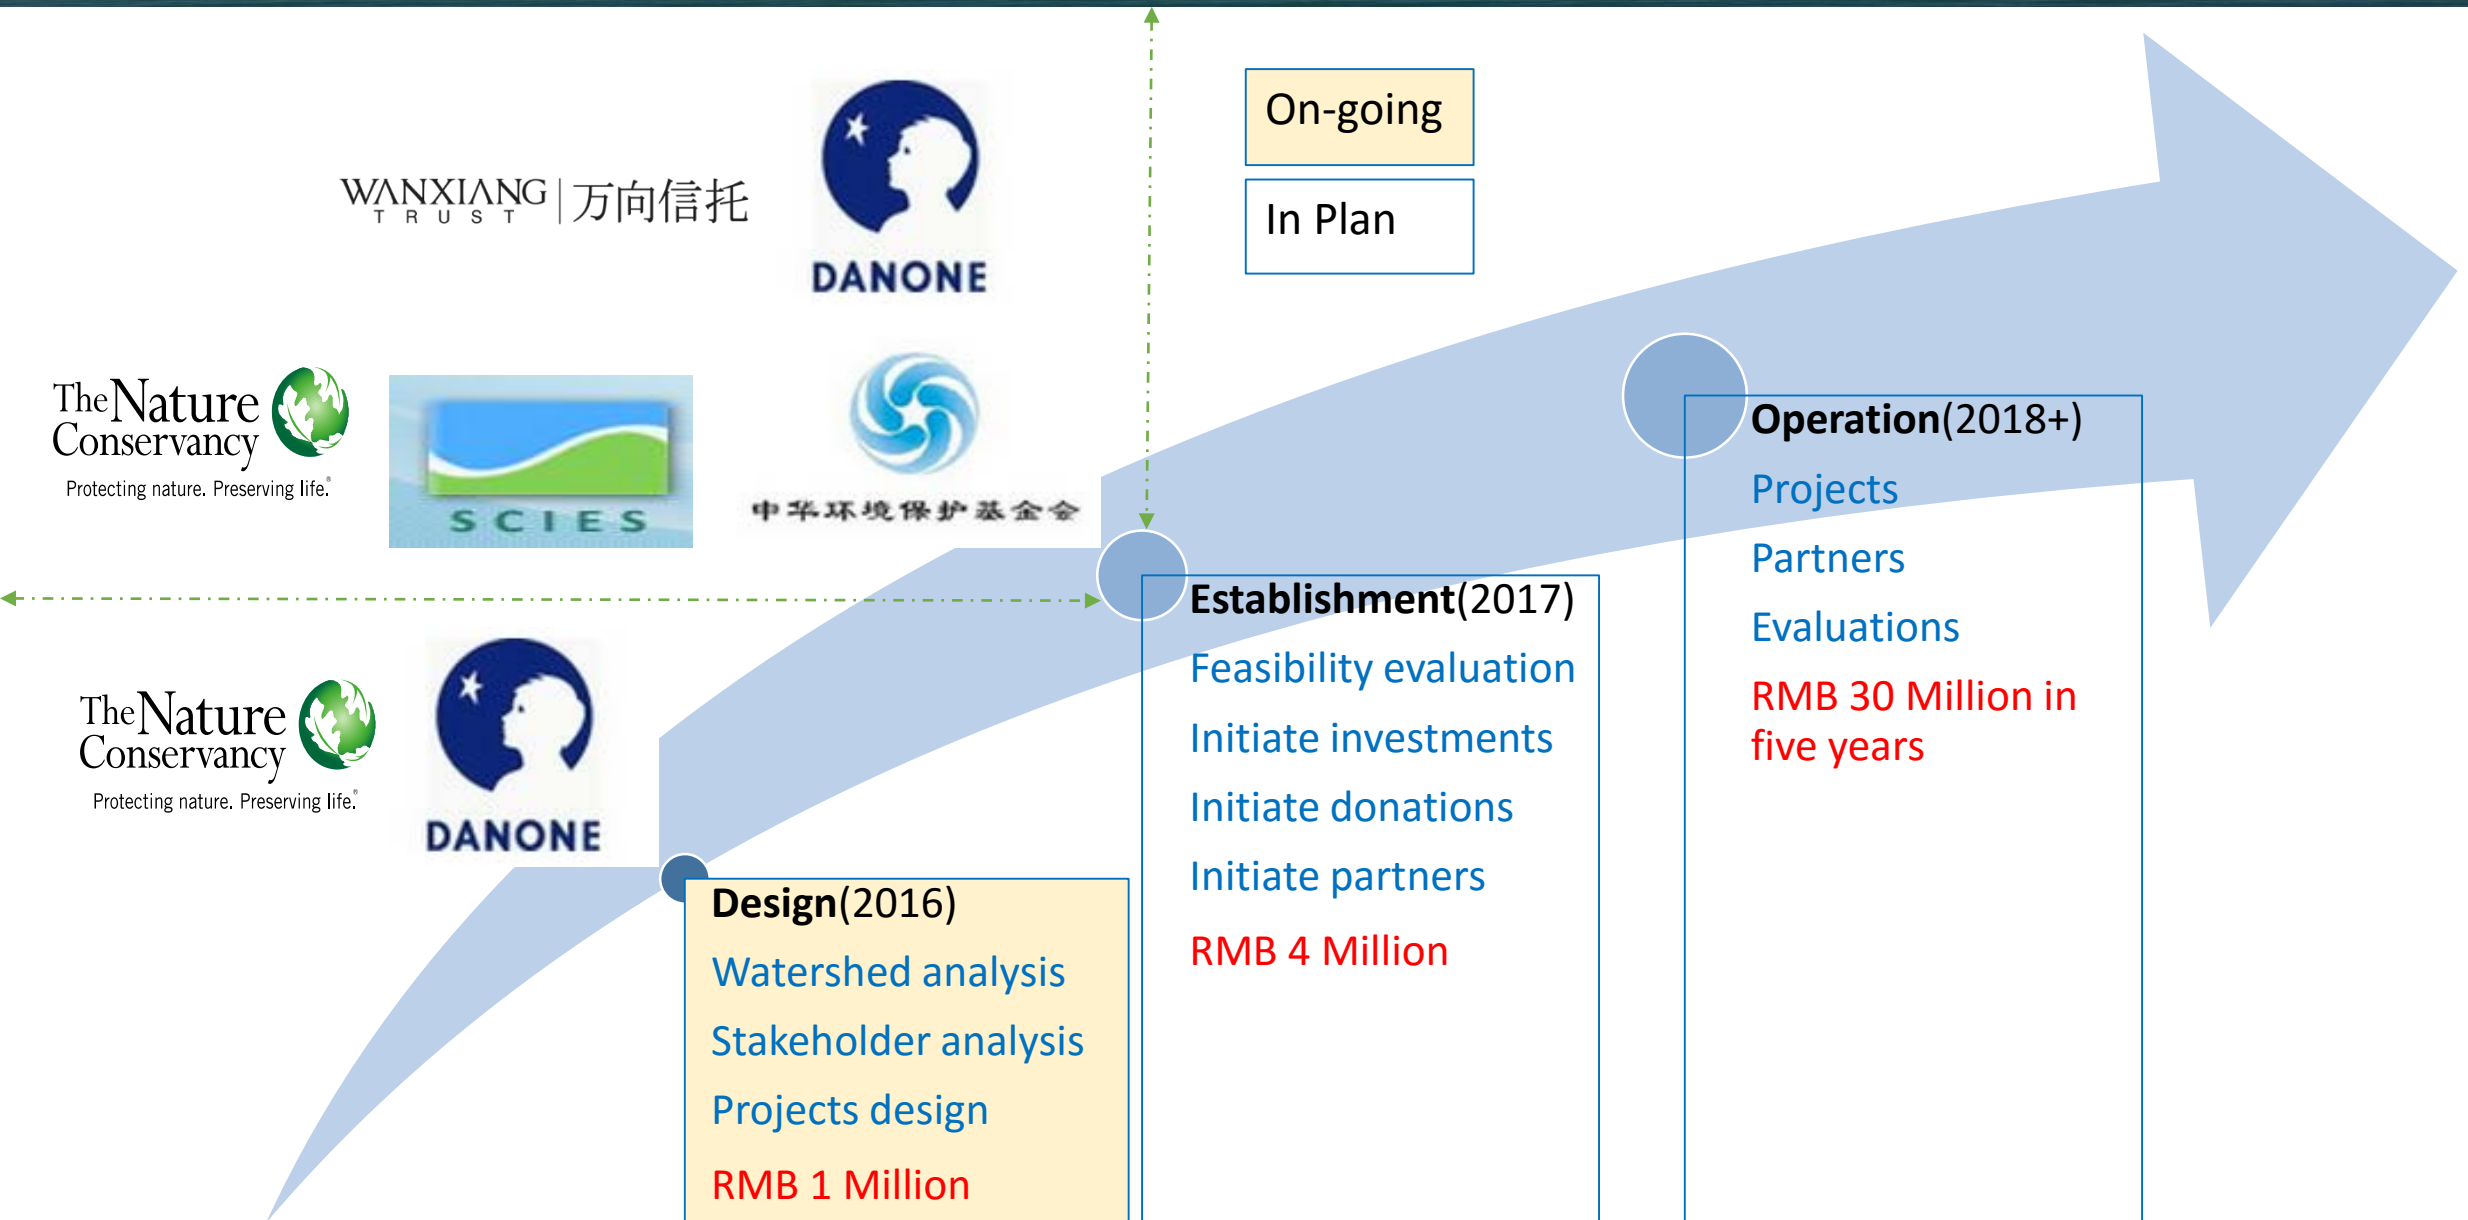 WANXIANG
TRUST
万向信托
DANONE
On-going
In Plan
The Nature
Conservancy
Protecting nature. Preserving life.®
SCIES
中华环境保护基金会
The Nature
Conservancy
Protecting nature. Preserving life.®
DANONE
Design(2016)
Watershed analysis
Stakeholder analysis
Projects design
RMB 1 Million
Establishment(2017)
Feasibility evaluation
Initiate investments
Initiate donations
Initiate partners
RMB 4 Million
Operation(2018+)
Projects
Partners
Evaluations
RMB 30 Million in
five years